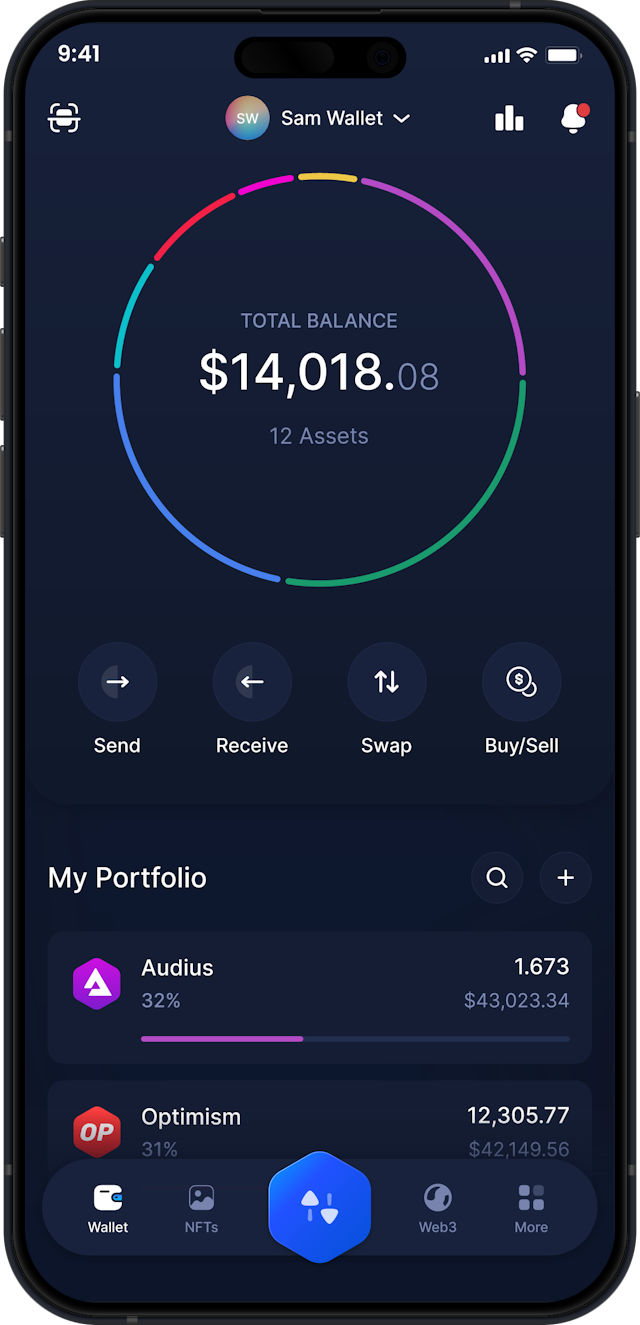 9:41
SW Sam Wallet
TOTAL BALANCE
$14,018.08
12 Assets
Send Receive Swap Buy/Sell
My Portfolio
Audius 1.673
32% $43,023.34
OP Optimism 12,305.77
31% $42,149.56
Wallet NFTs Web3 More